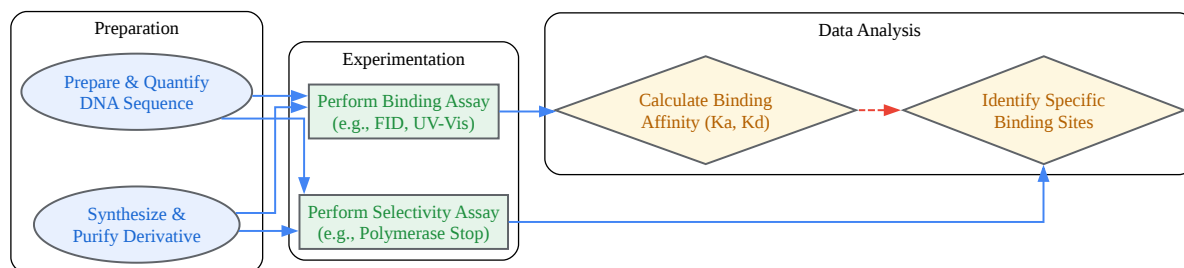 Preparation
Prepare & Quantify
DNA Sequence
Synthesize &
Purify Derivative
Experimentation
Perform Binding Assay
(e.g., FID, UV-Vis)
Perform Selectivity Assay
(e.g., Polymerase Stop)
Data Analysis
Calculate Binding
Affinity (Ka, Kd)
Identify Specific
Binding Sites